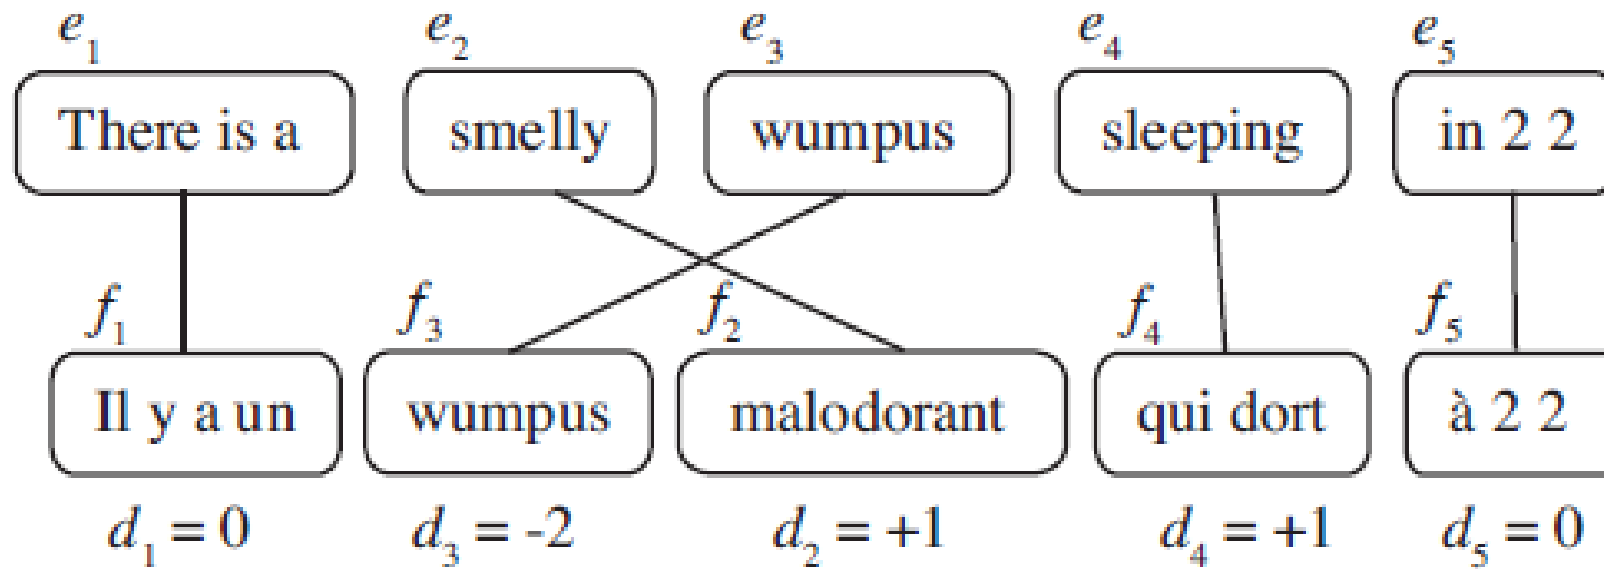 e1 e2 e3 e4 e5
There is a smelly wumpus sleeping in 2 2
f1 f3 f2 f4 f5
Il y a un wumpus malodorant qui dort à 2 2
d1 = 0 d3 = -2 d2 = +1 d4 = +1 d5 = 0